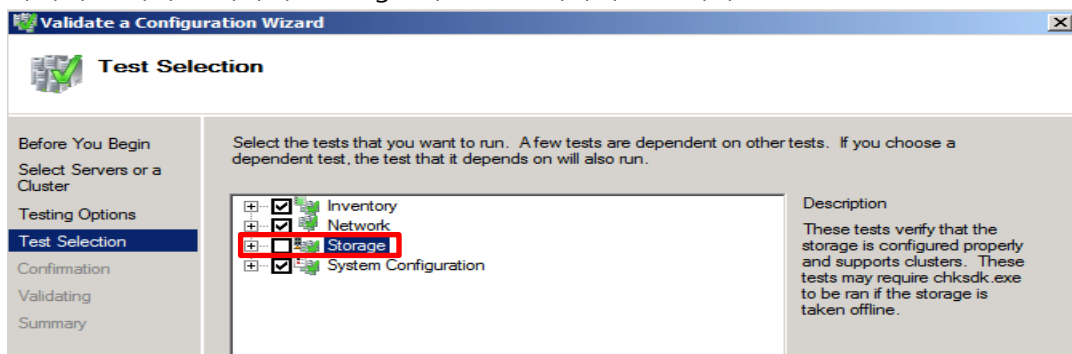 Validate a Configuration Wizard
Test Selection
Before You Begin
Select Servers or a
Cluster
Testing Options
Test Selection
Confirmation
Validating
Summary
Select the tests that you want to run. A few tests are dependent on other tests. If you choose a
dependent test, the test that it depends on will also run.
Inventory
Network
Storage
System Configuration
Description
These tests verify that the
storage is configured properly
and supports clusters. These
tests may require chksdk.exe
to be ran if the storage is
taken offline.